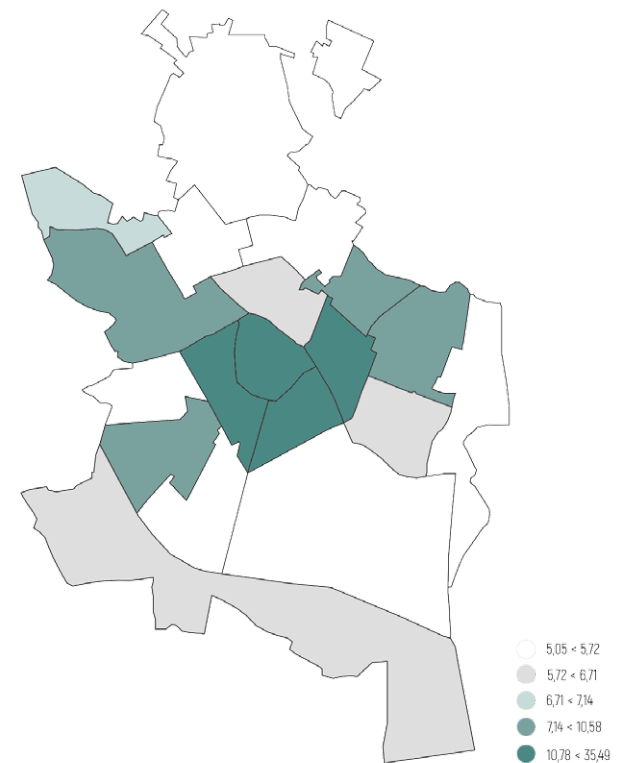 5,05 < 5,72
5,72 < 6,71
6,71 < 7,14
7,14 < 10,58
10,78 < 35,49